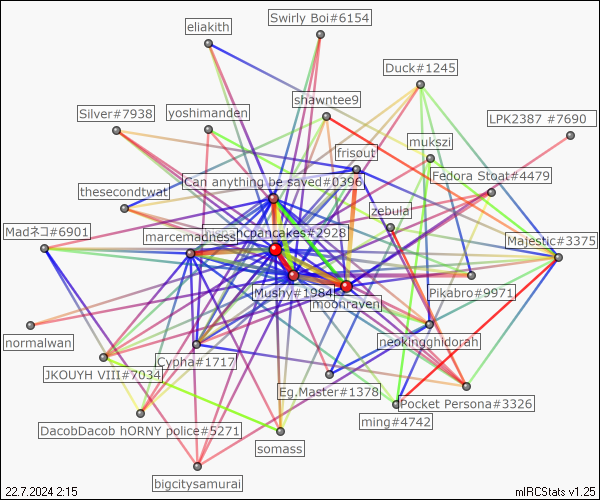 Swirly Boi#6154
eliakith
Duck#1245
shawntee9
Silver#7938
yoshimanden
LPK2387 #7690
mukszi
frisout
Fedora Stoat#4479
Can anything be saved#0396
thesecondtwat
zebula
Madネコ#6901
marcemadness
hcpancakes#2928
Majestic#3375
Mushy#1984
Pikabro#9971
moonraven
normalwan
neokingghidorah
Cypha#1717
JKOUYH VIII#7034
Eg.Master#1378
Pocket Persona#3326
ming#4742
DacobDacob hORNY police#5271
somass
bigcitysamurai
22.7.2024 2:15
mIRCStats v1.25